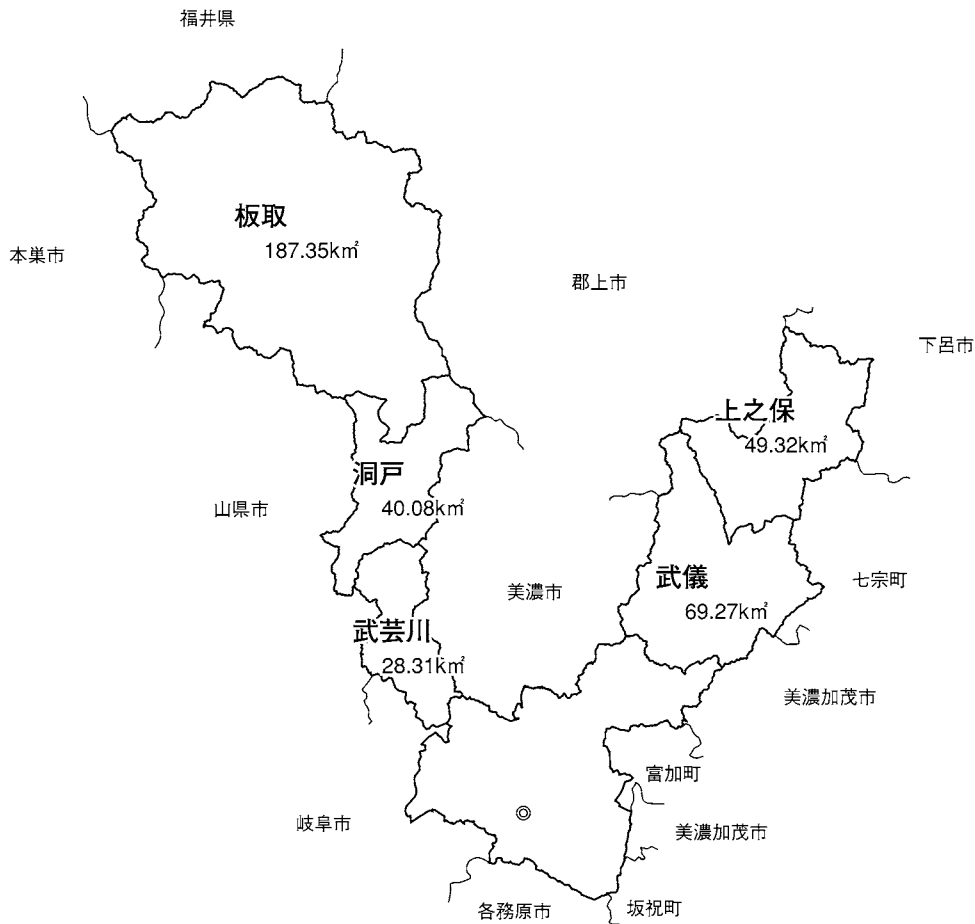 福井県
板取
187.35k㎡
本巣市
郡上市
下呂市
上之保
49.32k㎡
洞戸
40.08k㎡
山県市
武儀
69.27k㎡
七宗町
美濃市
武芸川
28.31k㎡
美濃加茂市
富加町
岐阜市
美濃加茂市
各務原市
坂祝町